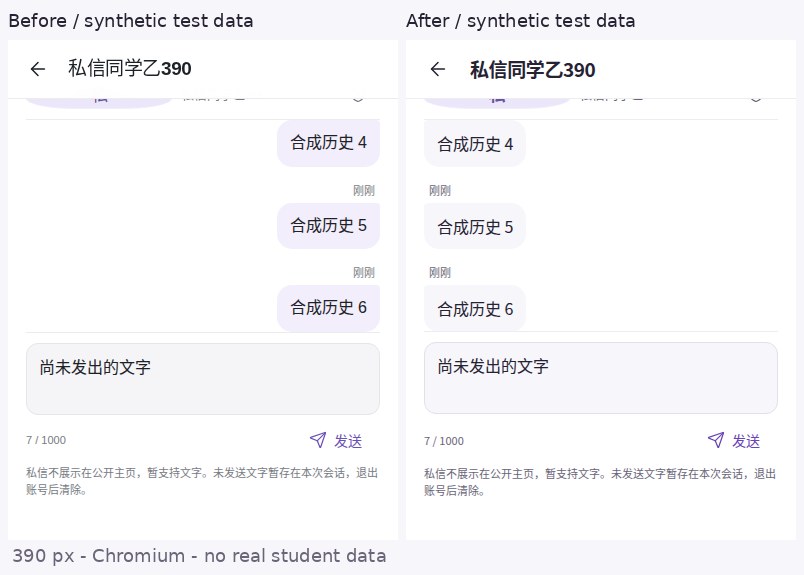 Before / synthetic test data
私信同学乙390
合成历史 4
刚刚
合成历史 5
刚刚
合成历史 6
尚未发出的文字
7 / 1000
发送
私信不展示在公开主页，暂支持文字。未发送文字暂存在本次会话，退出
账号后清除。
After / synthetic test data
私信同学乙390
合成历史 4
刚刚
合成历史 5
刚刚
合成历史 6
尚未发出的文字
7 / 1000
发送
私信不展示在公开主页，暂支持文字。未发送文字暂存在本次会话，退出
账号后清除。
390 px - Chromium - no real student data